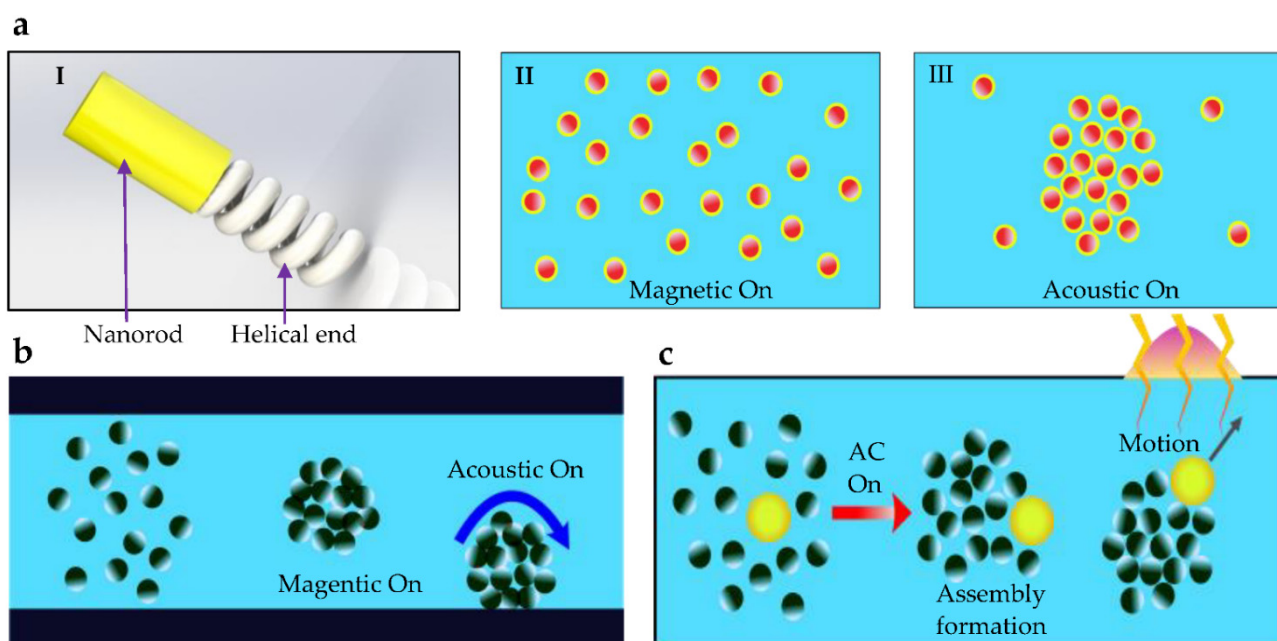 a
I
Nanorod
Helical end
II
Magnetic On
III
Acoustic On
b
Magentic On
Acoustic On
c
AC
On
Assembly
formation
Motion